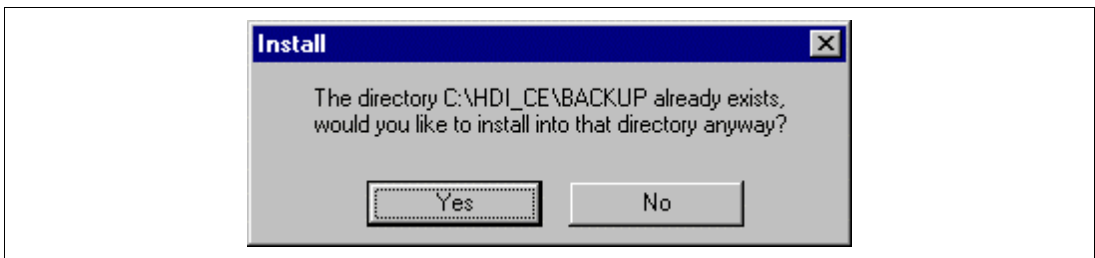 Install
The directory C:\HDI_CE\BACKUP already exists,
would you like to install into that directory anyway?
Yes
No